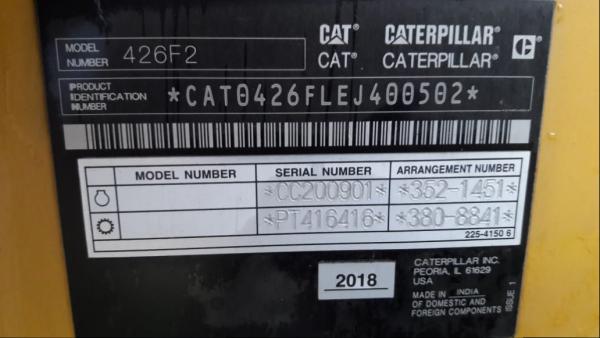 CAT® CATERPILLAR®
MODEL NUMBER 426F2
CAT® CATERPILLAR®
PRODUCT IDENTIFICATION NUMBER *CAT0426FLEJ400502*
MODEL NUMBER SERIAL NUMBER ARRANGEMENT NUMBER
*CC200901* *352-1451*
*PT416416* *380-8841*
225-4150 6
2018
CATERPILLAR INC.
PEORIA, IL 61629
USA
MADE IN INDIA
OF DOMESTIC AND
FOREIGN COMPONENTS
ISSUE 1